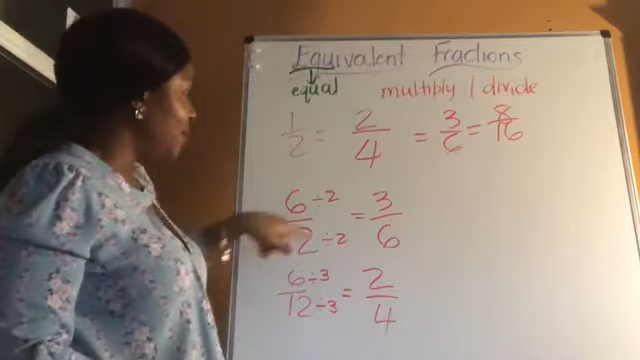 Equivalent Fractions
equal multiply / divide
1/2 = 2/4 = 3/6 = 8/16
6÷2/2÷2 = 3/6
6÷3/12÷3 = 2/4